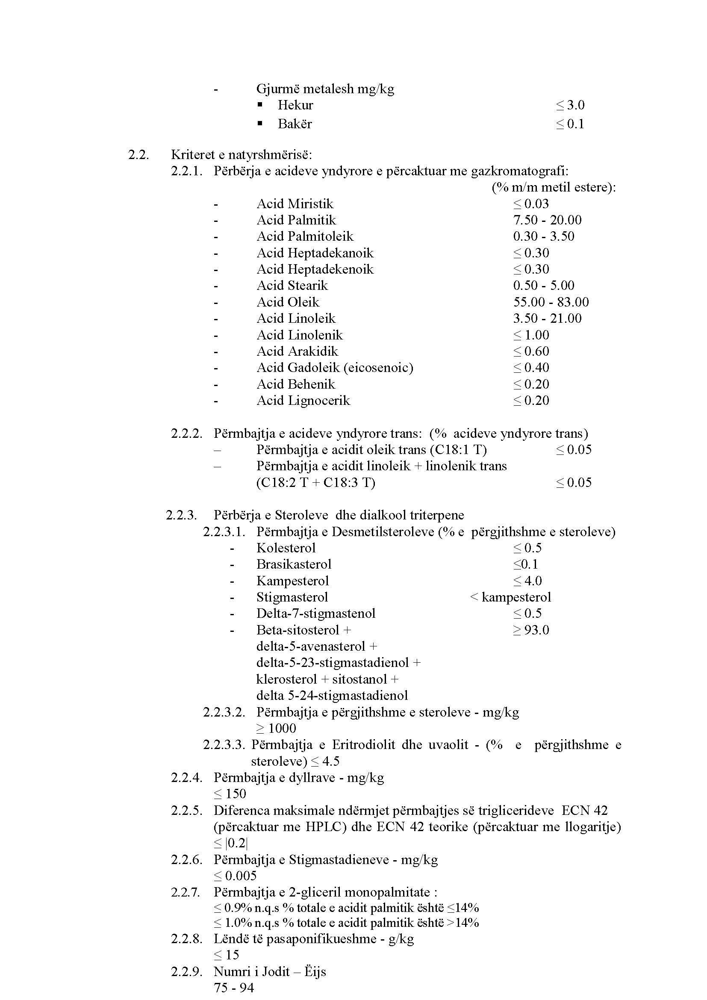 - Gjurmë metalesh mg/kg
▪ Hekur ≤ 3.0
▪ Bakër ≤ 0.1
2.2. Kriteret e natyrshmërisë:
2.2.1. Përbërja e acideve yndyrore e përcaktuar me gazkromatografi:
(% m/m metil estere):
- Acid Miristik ≤ 0.03
- Acid Palmitik 7.50 - 20.00
- Acid Palmitoleik 0.30 - 3.50
- Acid Heptadekanoik ≤ 0.30
- Acid Heptadekenoik ≤ 0.30
- Acid Stearik 0.50 - 5.00
- Acid Oleik 55.00 - 83.00
- Acid Linoleik 3.50 - 21.00
- Acid Linolenik ≤ 1.00
- Acid Arakidik ≤ 0.60
- Acid Gadoleik (eicosenoic) ≤ 0.40
- Acid Behenik ≤ 0.20
- Acid Lignocerik ≤ 0.20
2.2.2. Përmbajtja e acideve yndyrore trans: (% acideve yndyrore trans)
– Përmbajtja e acidit oleik trans (C18:1 T) ≤ 0.05
– Përmbajtja e acidit linoleik + linolenik trans
(C18:2 T + C18:3 T) ≤ 0.05
2.2.3. Përbërja e Steroleve dhe dialkool triterpene
2.2.3.1. Përmbajtja e Desmetilsteroleve (% e përgjithshme e steroleve)
- Kolesterol ≤ 0.5
- Brasikasterol ≤0.1
- Kampesterol ≤ 4.0
- Stigmasterol < kampesterol
- Delta-7-stigmastenol ≤ 0.5
- Beta-sitosterol + ≥ 93.0
delta-5-avenasterol +
delta-5-23-stigmastadienol +
klerosterol + sitostanol +
delta 5-24-stigmastadienol
2.2.3.2. Përmbajtja e përgjithshme e steroleve - mg/kg
≥ 1000
2.2.3.3. Përmbajtja e Eritrodiolit dhe uvaolit - (% e përgjithshme e
steroleve) ≤ 4.5
2.2.4. Përmbajtja e dyllrave - mg/kg
≤ 150
2.2.5. Diferenca maksimale ndërmjet përmbajtjes së triglicerideve ECN 42
(përcaktuar me HPLC) dhe ECN 42 teorike (përcaktuar me llogaritje)
≤ |0.2|
2.2.6. Përmbajtja e Stigmastadieneve - mg/kg
≤ 0.005
2.2.7. Përmbajtja e 2-gliceril monopalmitate :
≤ 0.9% n.q.s % totale e acidit palmitik është ≤14%
≤ 1.0% n.q.s % totale e acidit palmitik është >14%
2.2.8. Lëndë të pasaponifikueshme - g/kg
≤ 15
2.2.9. Numri i Jodit – Ëijs
75 - 94